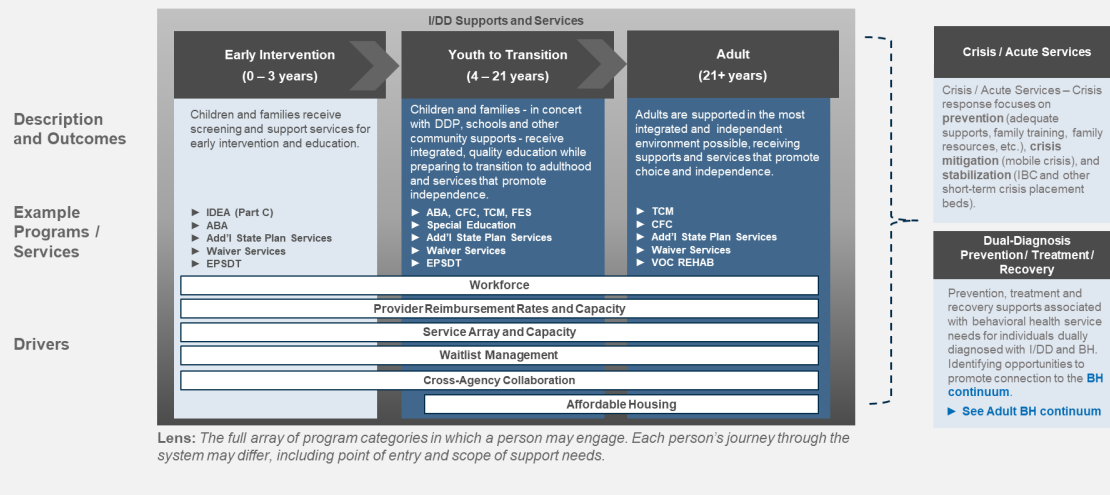 I/DD Supports and Services
Early Intervention
(0 – 3 years)
Youth to Transition
(4 – 21 years)
Adult
(21+ years)
Description
and Outcomes
Children and families receive
screening and support services for
early intervention and education.
Children and families - in concert
with DDP, schools and other
community supports - receive
integrated, quality education while
preparing to transition to adulthood
and services that promote
independence.
Adults are supported in the most
integrated and independent
environment possible, receiving
supports and services that promote
choice and independence.
Example
Programs /
Services
► IDEA (Part C)
► ABA
► Add'l State Plan Services
► Waiver Services
► EPSDT
► ABA, CFC, TCM, FES
► Special Education
► Add'l State Plan Services
► Waiver Services
► EPSDT
► TCM
► CFC
► Add'l State Plan Services
► Waiver Services
► VOC REHAB
Drivers
Workforce
Provider Reimbursement Rates and Capacity
Service Array and Capacity
Waitlist Management
Cross-Agency Collaboration
Affordable Housing
Lens: The full array of program categories in which a person may engage. Each person's journey through the
system may differ, including point of entry and scope of support needs.
Crisis / Acute Services
Crisis / Acute Services – Crisis
response focuses on
prevention (adequate
supports, family training, family
resources, etc.), crisis
mitigation (mobile crisis), and
stabilization (IBC and other
short-term crisis placement
beds).
Dual-Diagnosis
Prevention / Treatment /
Recovery
Prevention, treatment and
recovery supports associated
with behavioral health service
needs for individuals dually
diagnosed with I/DD and BH.
Identifying opportunities to
promote connection to the BH
continuum.
► See Adult BH continuum